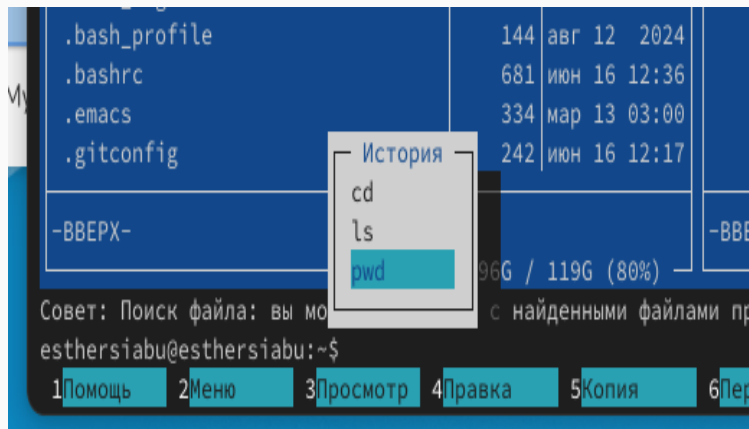 .bash_profile 144 авг 12 2024
.bashrc 681 июн 16 12:36
My
.emacs 334 мар 13 03:00
.gitconfig 242 июн 16 12:17
История
cd
ls
-ВВЕРХ-
pwd
96G / 119G (80%)
Совет: Поиск файла: вы мо с найденными файлами пр
esthersiabu@esthersiabu:~$
1Помощь 2Меню 3Просмотр 4Правка 5Копия 6Пер